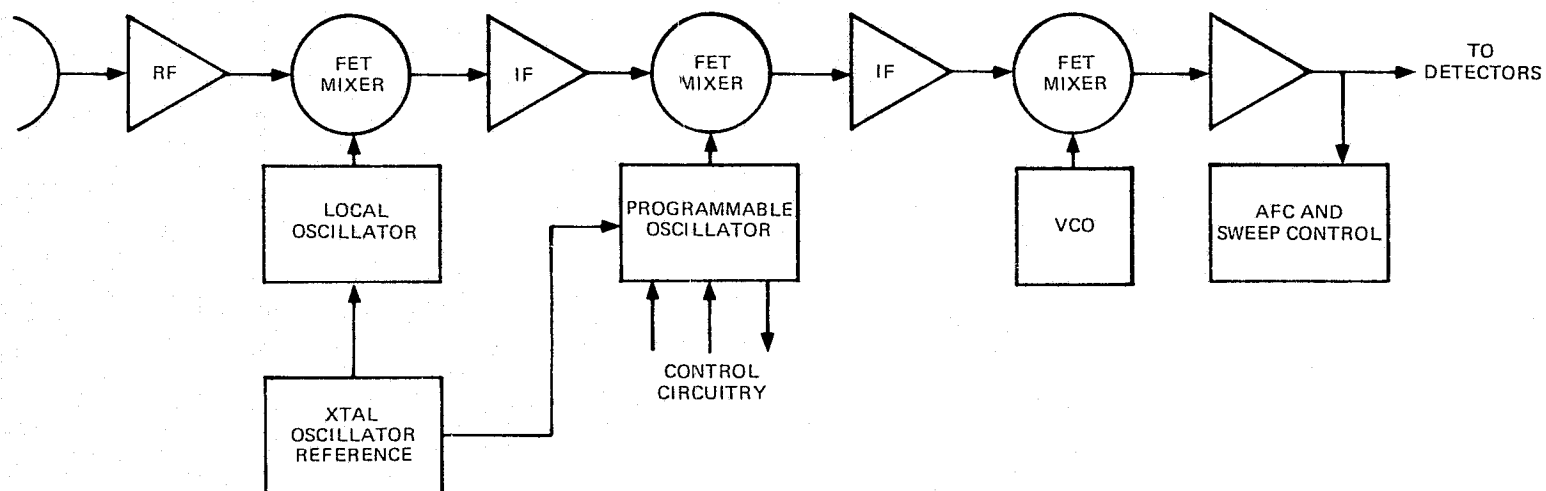 RF
FET
MIXER
IF
FET
MIXER
IF
FET
MIXER
TO
DETECTORS
LOCAL
OSCILLATOR
PROGRAMMABLE
OSCILLATOR
VCO
AFC AND
SWEEP CONTROL
CONTROL
CIRCUITRY
XTAL
OSCILLATOR
REFERENCE